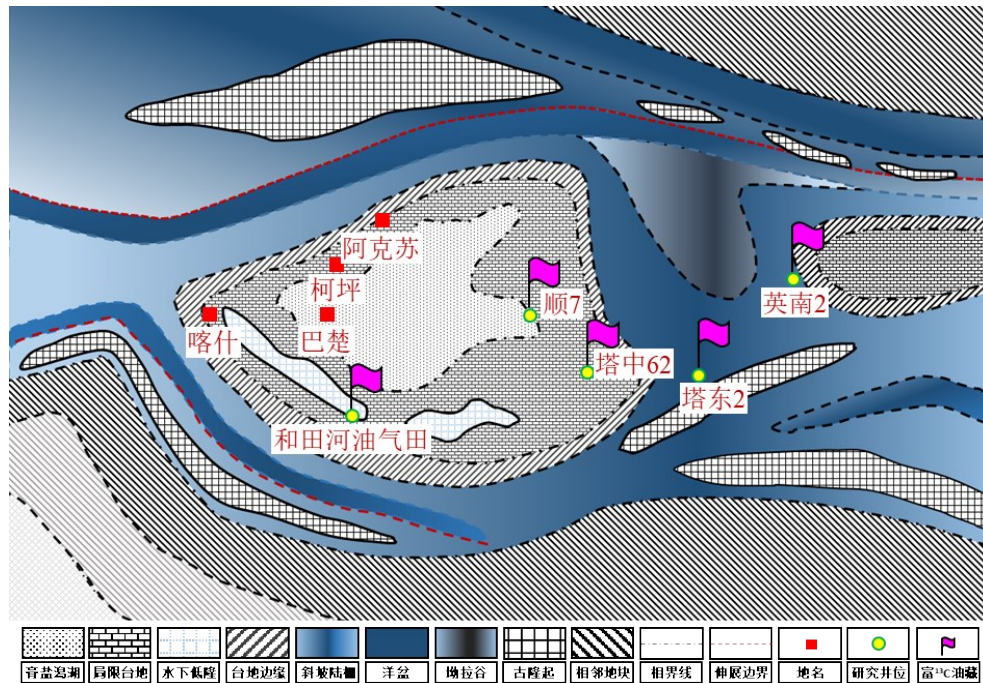 阿克苏
柯坪
喀什
巴楚
顺7
塔中62
英南2
塔东2
和田河油气田
膏盐潟湖
局限台地
水下低隆
台地边缘
斜坡陆棚
洋盆
坳拉谷
古隆起
相邻地块
相界线
伸展边界
地名
研究井位
富¹³C油藏